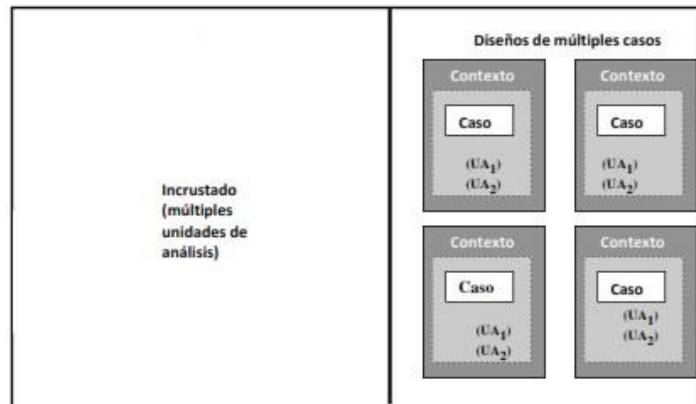 Diseños de múltiples casos
Contexto
Contexto
Caso
Caso
(UA1)
(UA2)
(UA1)
(UA2)
Incrustado
(múltiples
unidades de
análisis)
Contexto
Contexto
Caso
Caso
(UA1)
(UA2)
(UA1)
(UA2)